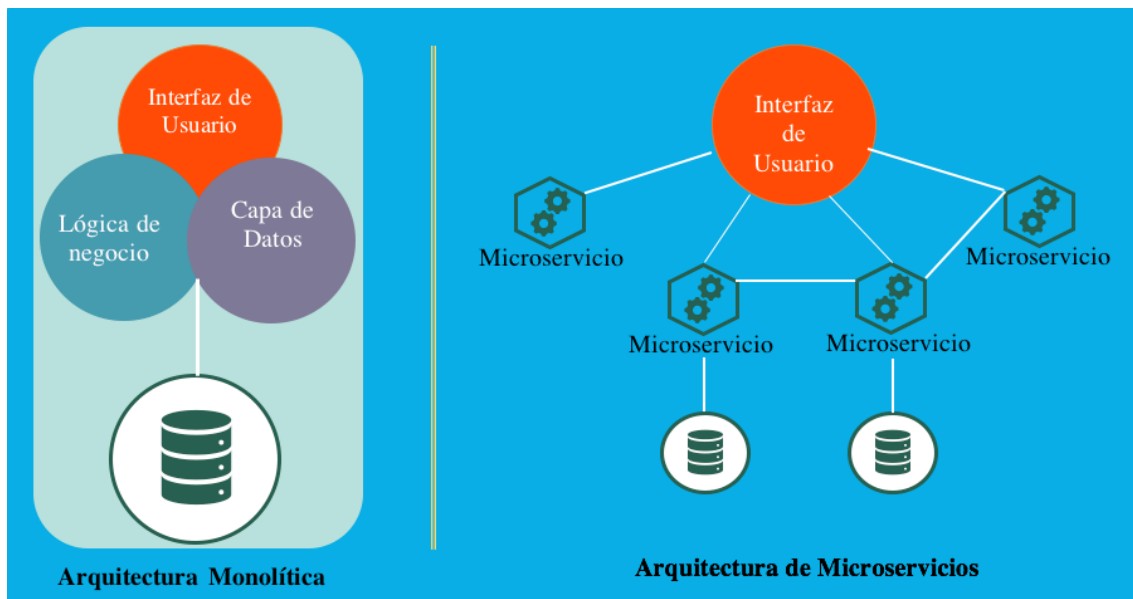 Interfaz de
Usuario
Lógica de
negocio
Capa de
Datos
Arquitectura Monolítica
Interfaz
de
Usuario
Microservicio
Microservicio
Microservicio
Microservicio
Arquitectura de Microservicios